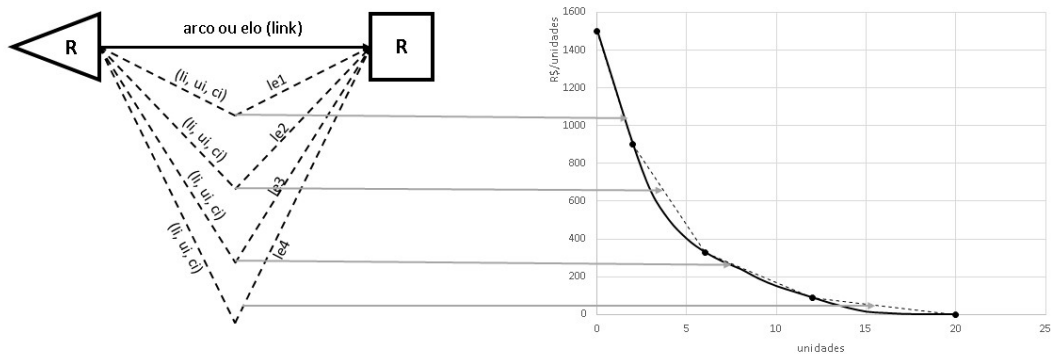 R
arco ou elo (link)
R
(li, ui, ci)
le1
(li, ui, ci)
le2
(li, ui, ci)
le3
(li, ui, ci)
le4
R$/unidades
1600
1400
1200
1000
800
600
400
200
0
0
5
10
15
20
25
unidades